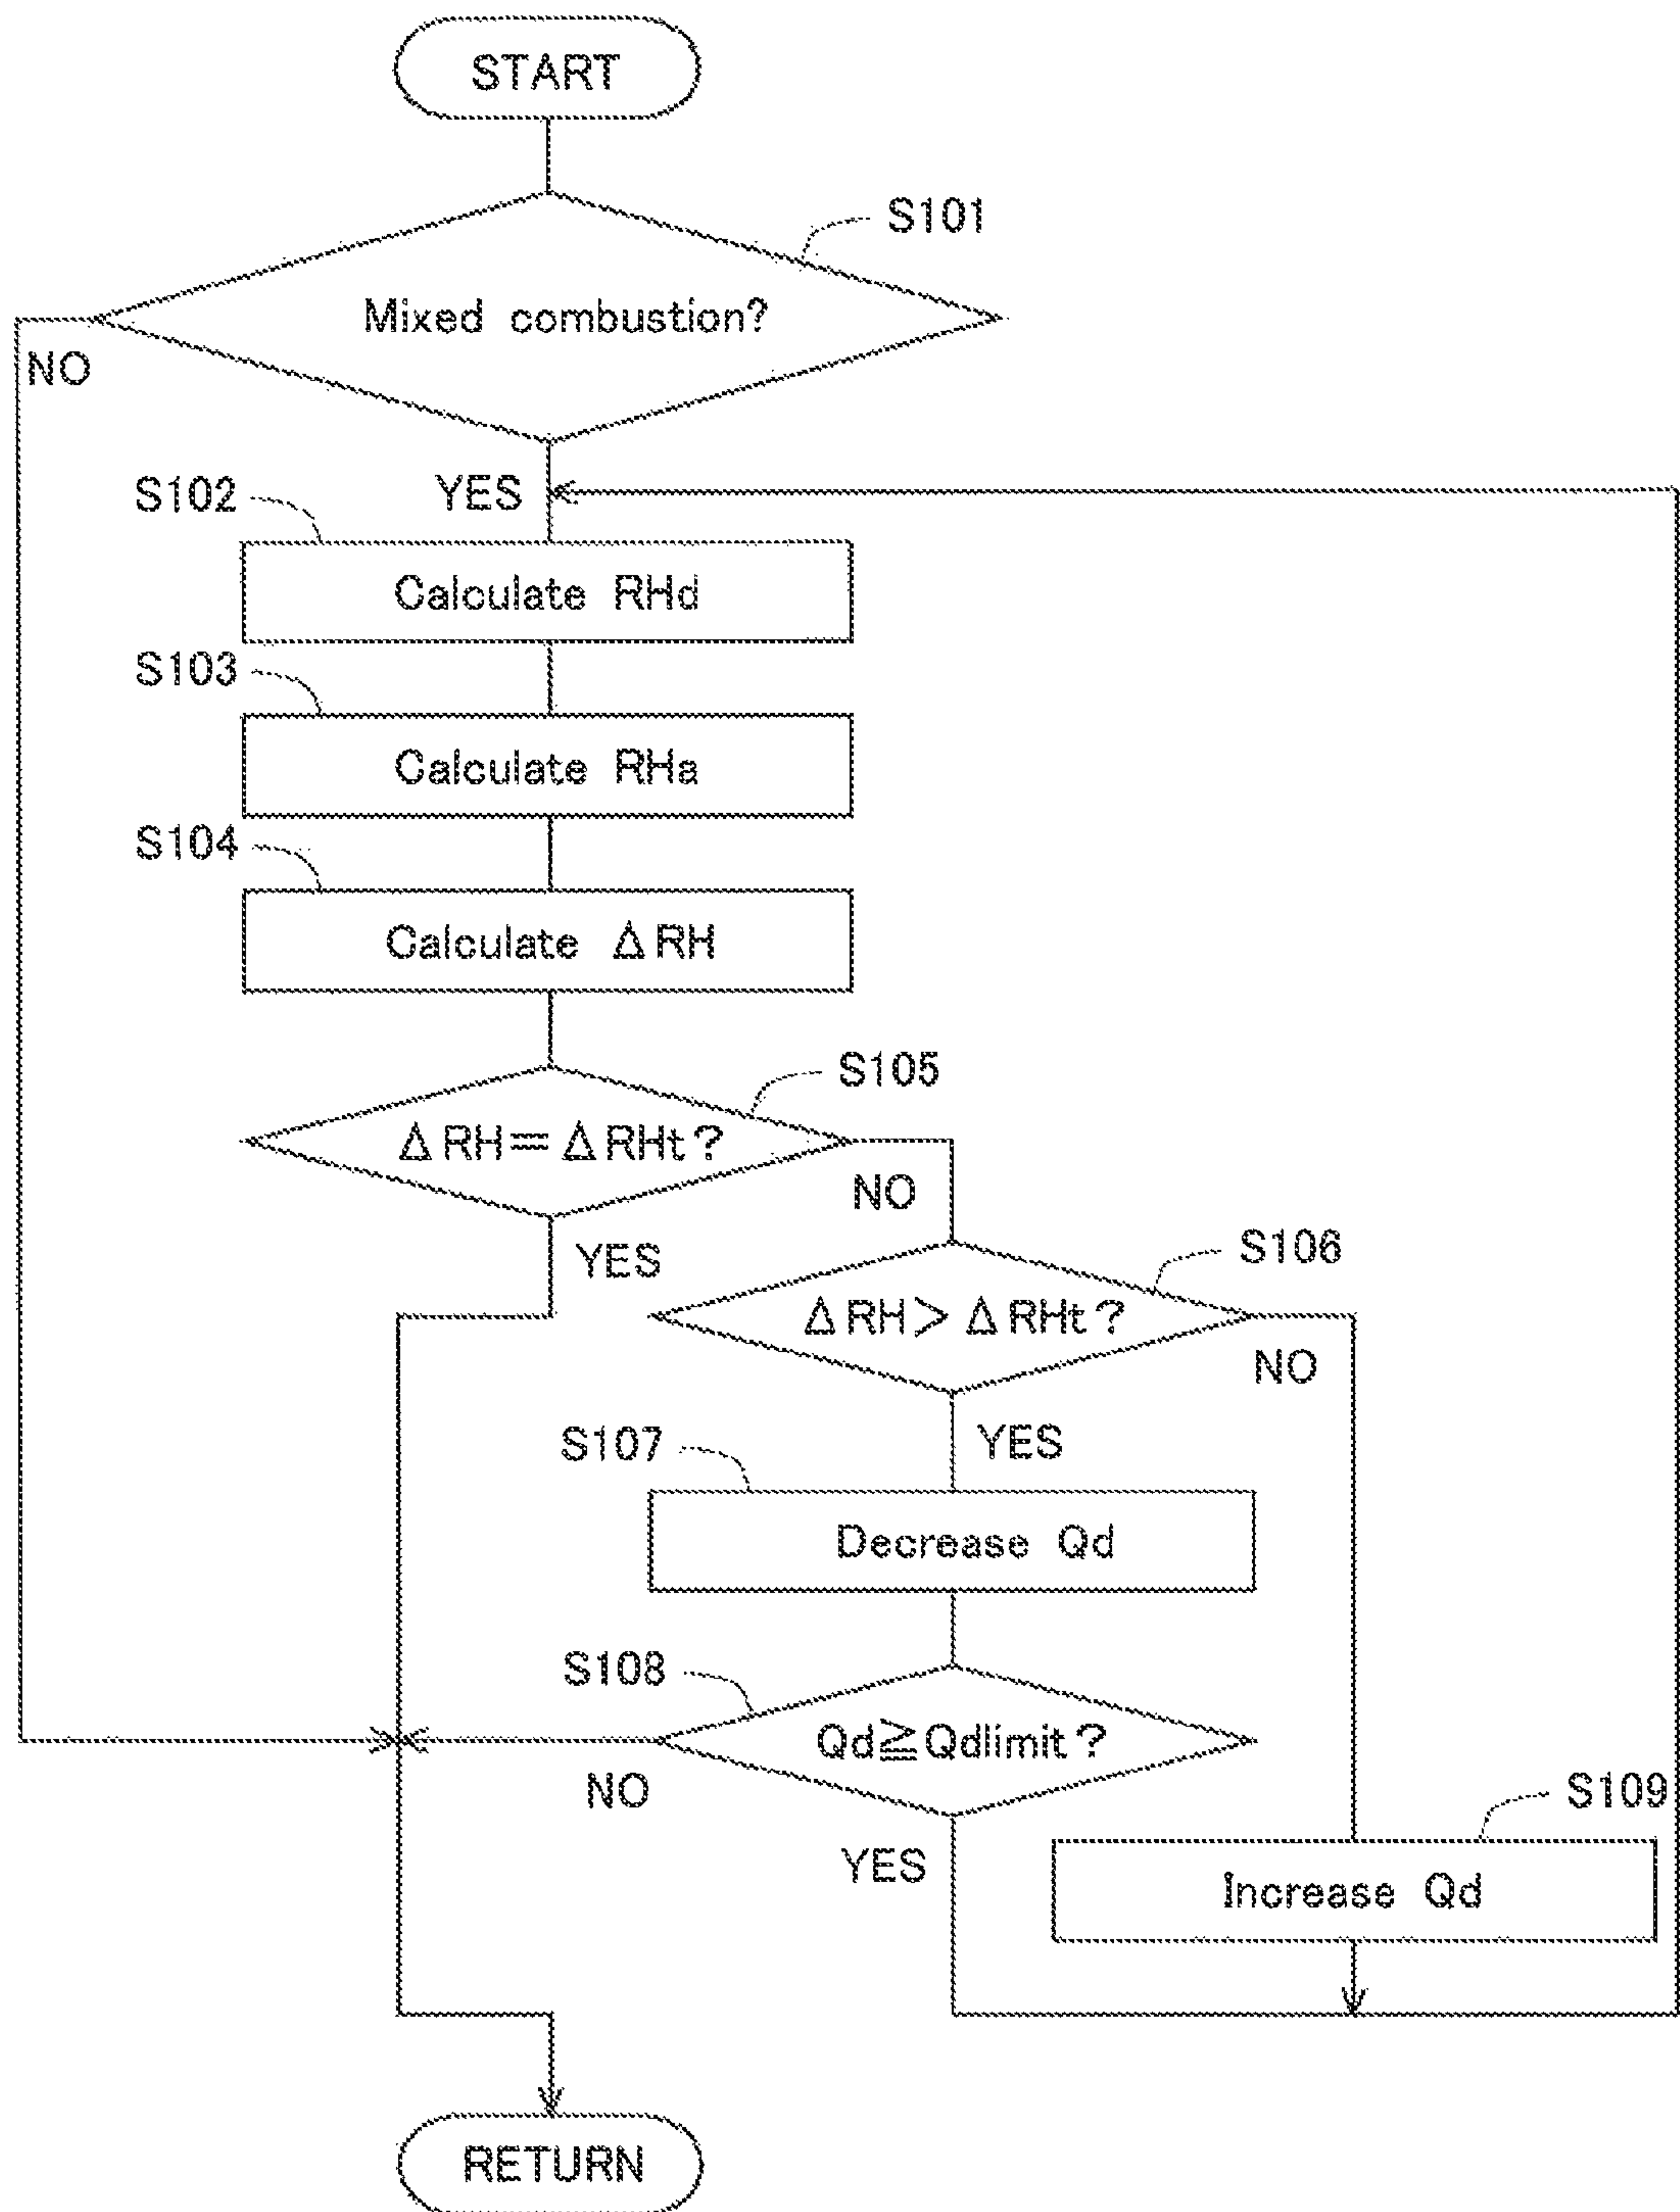 START
S101
Mixed combustion?
NO
S102
YES
Calculate RHd
S103
Calculate RHa
S104
Calculate ΔRH
S105
ΔRH=ΔRHt?
NO
YES
S106
ΔRH>ΔRHt?
NO
YES
S107
Decrease Qd
S108
Qd≧Qdlimit?
NO
S109
YES
Increase Qd
RETURN